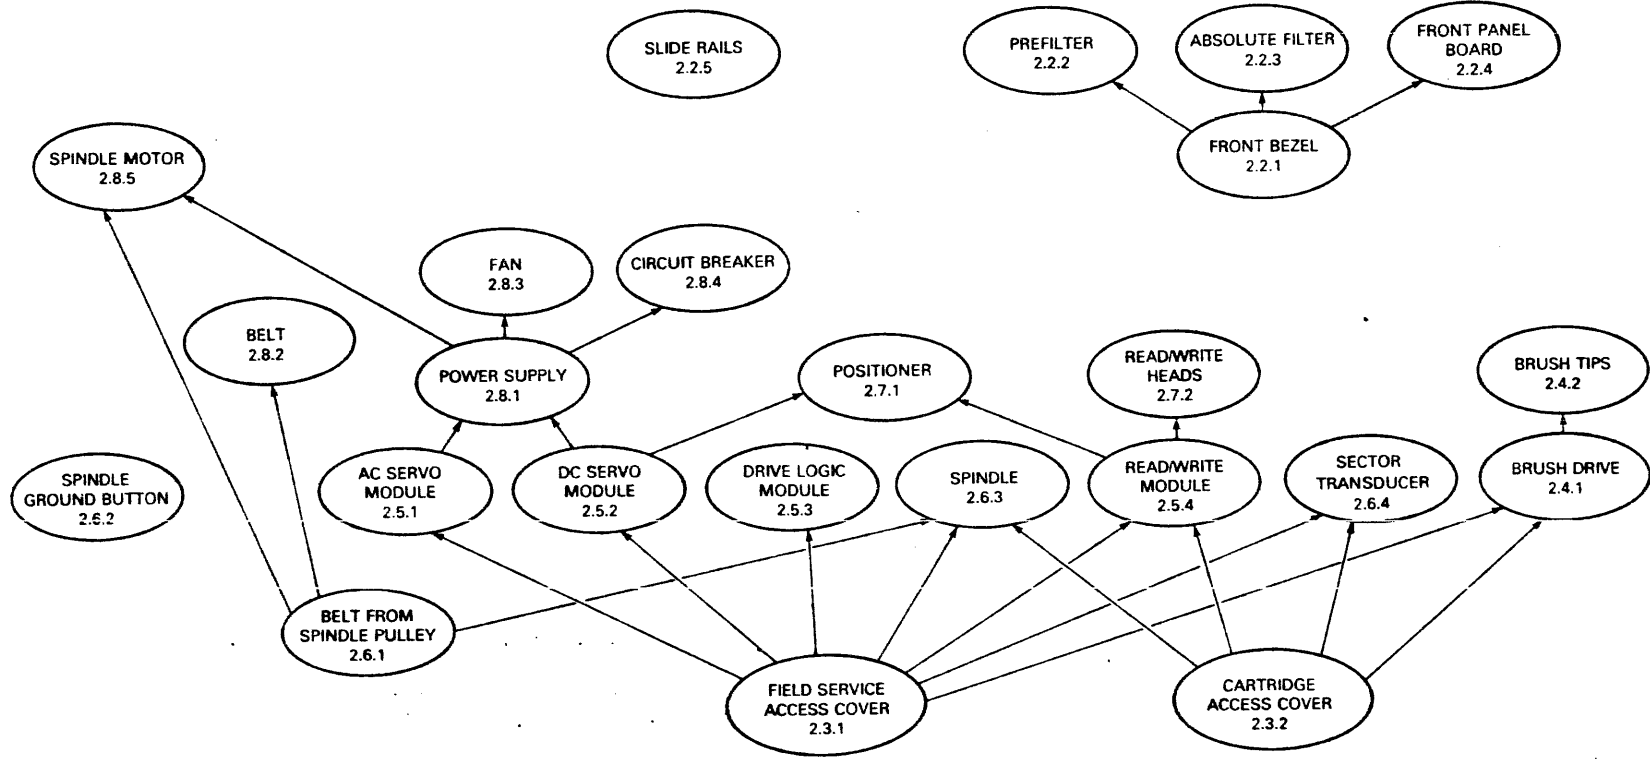 SLIDE RAILS
2.2.5
PREFILTER
2.2.2
ABSOLUTE FILTER
2.2.3
FRONT PANEL
BOARD
2.2.4
FRONT BEZEL
2.2.1
SPINDLE MOTOR
2.8.5
FAN
2.8.3
CIRCUIT BREAKER
2.8.4
BELT
2.8.2
POWER SUPPLY
2.8.1
POSITIONER
2.7.1
READ/WRITE
HEADS
2.7.2
BRUSH TIPS
2.4.2
SPINDLE
GROUND BUTTON
2.6.2
AC SERVO
MODULE
2.5.1
DC SERVO
MODULE
2.5.2
DRIVE LOGIC
MODULE
2.5.3
SPINDLE
2.6.3
READ/WRITE
MODULE
2.5.4
SECTOR
TRANSDUCER
2.6.4
BRUSH DRIVE
2.4.1
BELT FROM
SPINDLE PULLEY
2.6.1
FIELD SERVICE
ACCESS COVER
2.3.1
CARTRIDGE
ACCESS COVER
2.3.2